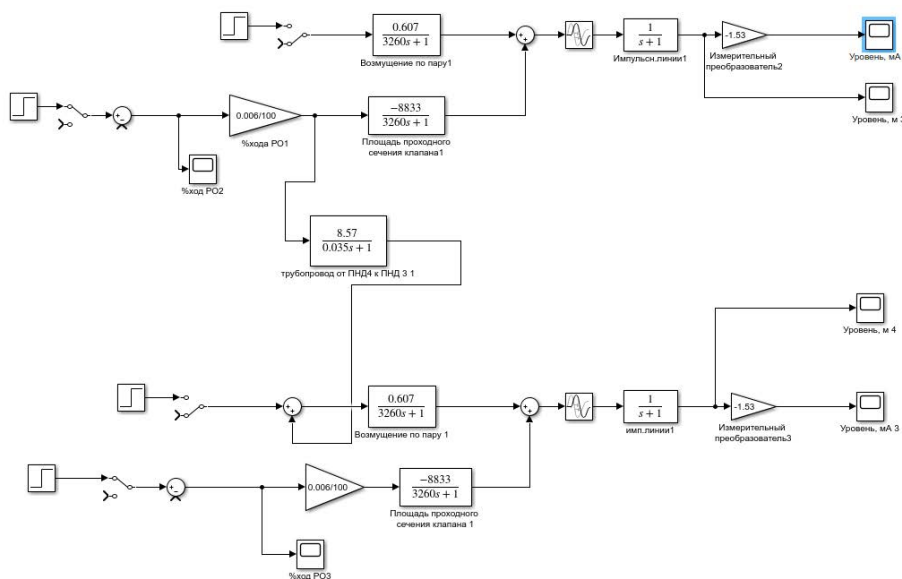 0.607
3260s + 1
Возмущение по пару1
1
s + 1
Импульсн.линии1
-1.53
Измерительный
преобразователь2
Уровень, мА
0.006/100
%хода РО1
−8833
3260s + 1
Площадь проходного
сечения клапана1
Уровень, м 3
%ход РО2
8.57
0.035s + 1
трубопровод от ПНД4 к ПНД 3 1
Уровень, м 4
0.607
3260s + 1
Возмущение по пару 1
1
s + 1
имп.линии1
-1.53
Измерительный
преобразователь3
Уровень, мА 3
0.006/100
−8833
3260s + 1
Площадь проходного
сечения клапана 1
%ход РО3